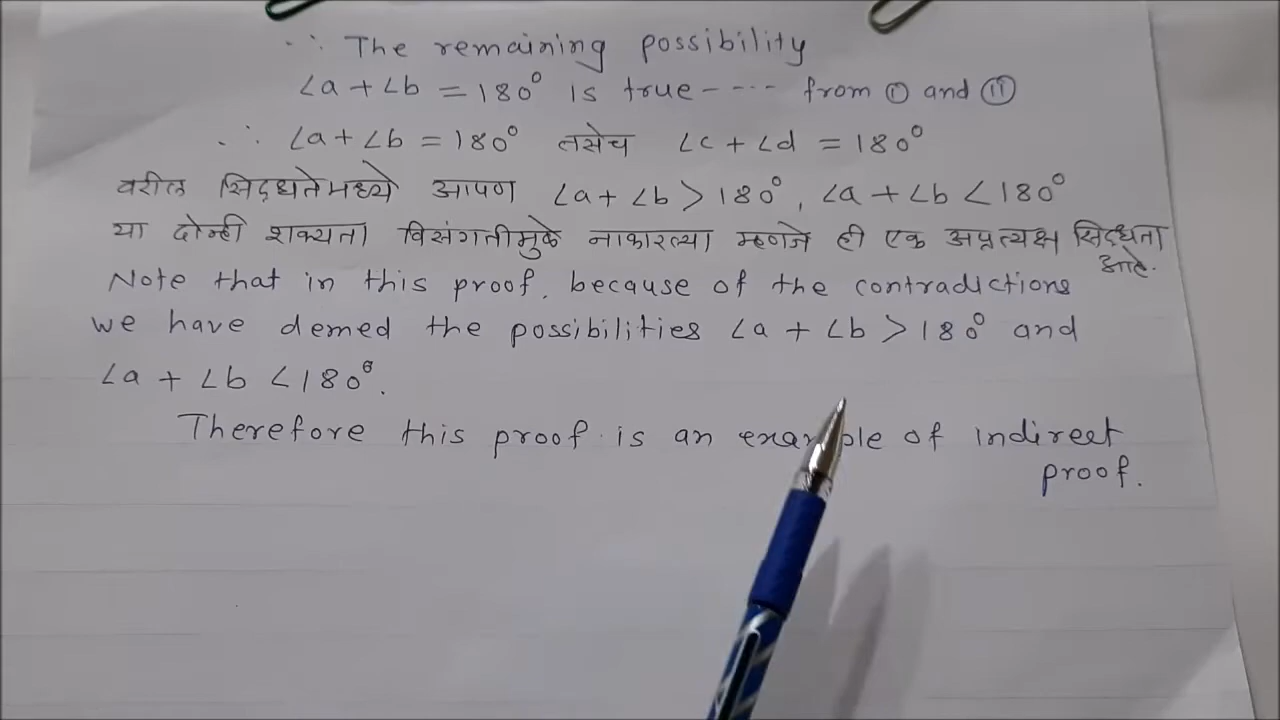 ∴ The remaining possibility
∠a + ∠b = 180° is true ---- from ① and ⑪
∴ ∠a + ∠b = 180° तसेच ∠c + ∠d = 180°
वरील सिद्धतेमध्ये आपण ∠a + ∠b > 180°, ∠a + ∠b < 180°
या दोन्ही शक्यता विसंगतीमुळे नाकारल्या म्हणजे ही एक अप्रत्यक्ष सिद्धता
आहे.
Note that in this proof, because of the contradictions
we have demed the possibilities ∠a + ∠b > 180° and
∠a + ∠b < 180°.
Therefore this proof is an example of indirect
proof.